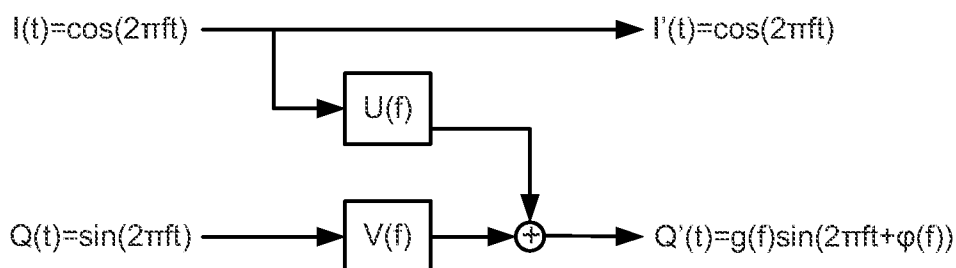 I(t)=cos(2πft)
I'(t)=cos(2πft)
U(f)
Q(t)=sin(2πft)
V(f)
+
Q'(t)=g(f)sin(2πft+φ(f))